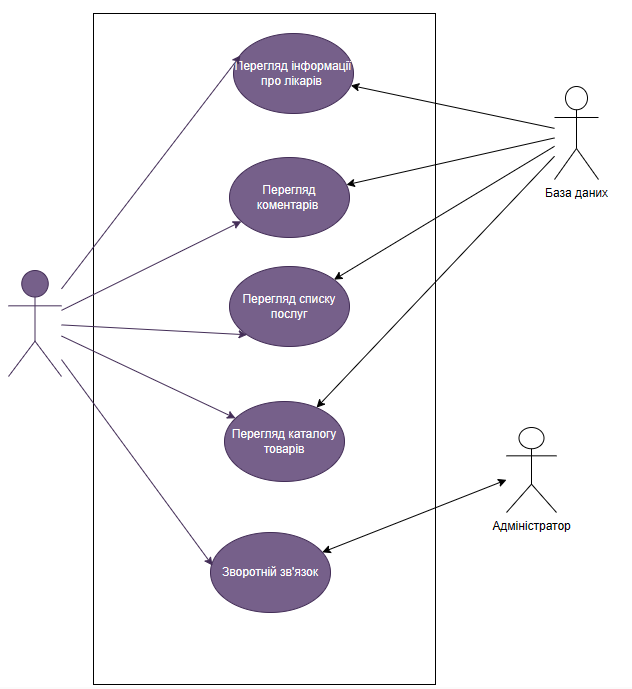 Перегляд інформації
про лікарів
База даних
Перегляд
коментарів
Перегляд списку
послуг
Перегляд каталогу
товарів
Адміністратор
Зворотній зв'язок